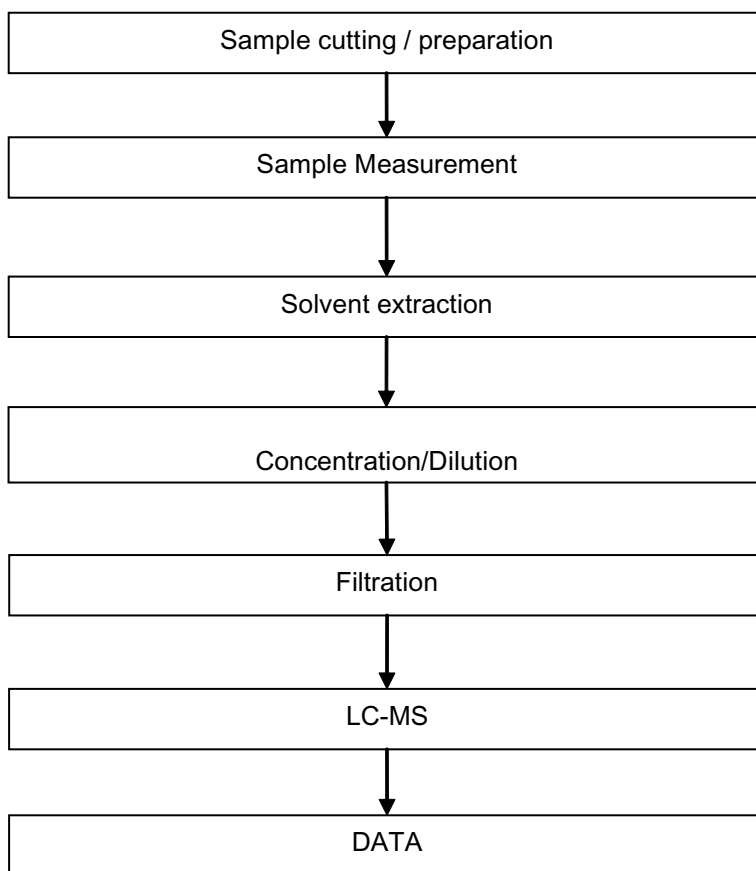 Sample cutting / preparation
Sample Measurement
Solvent extraction
Concentration/Dilution
Filtration
LC-MS
DATA